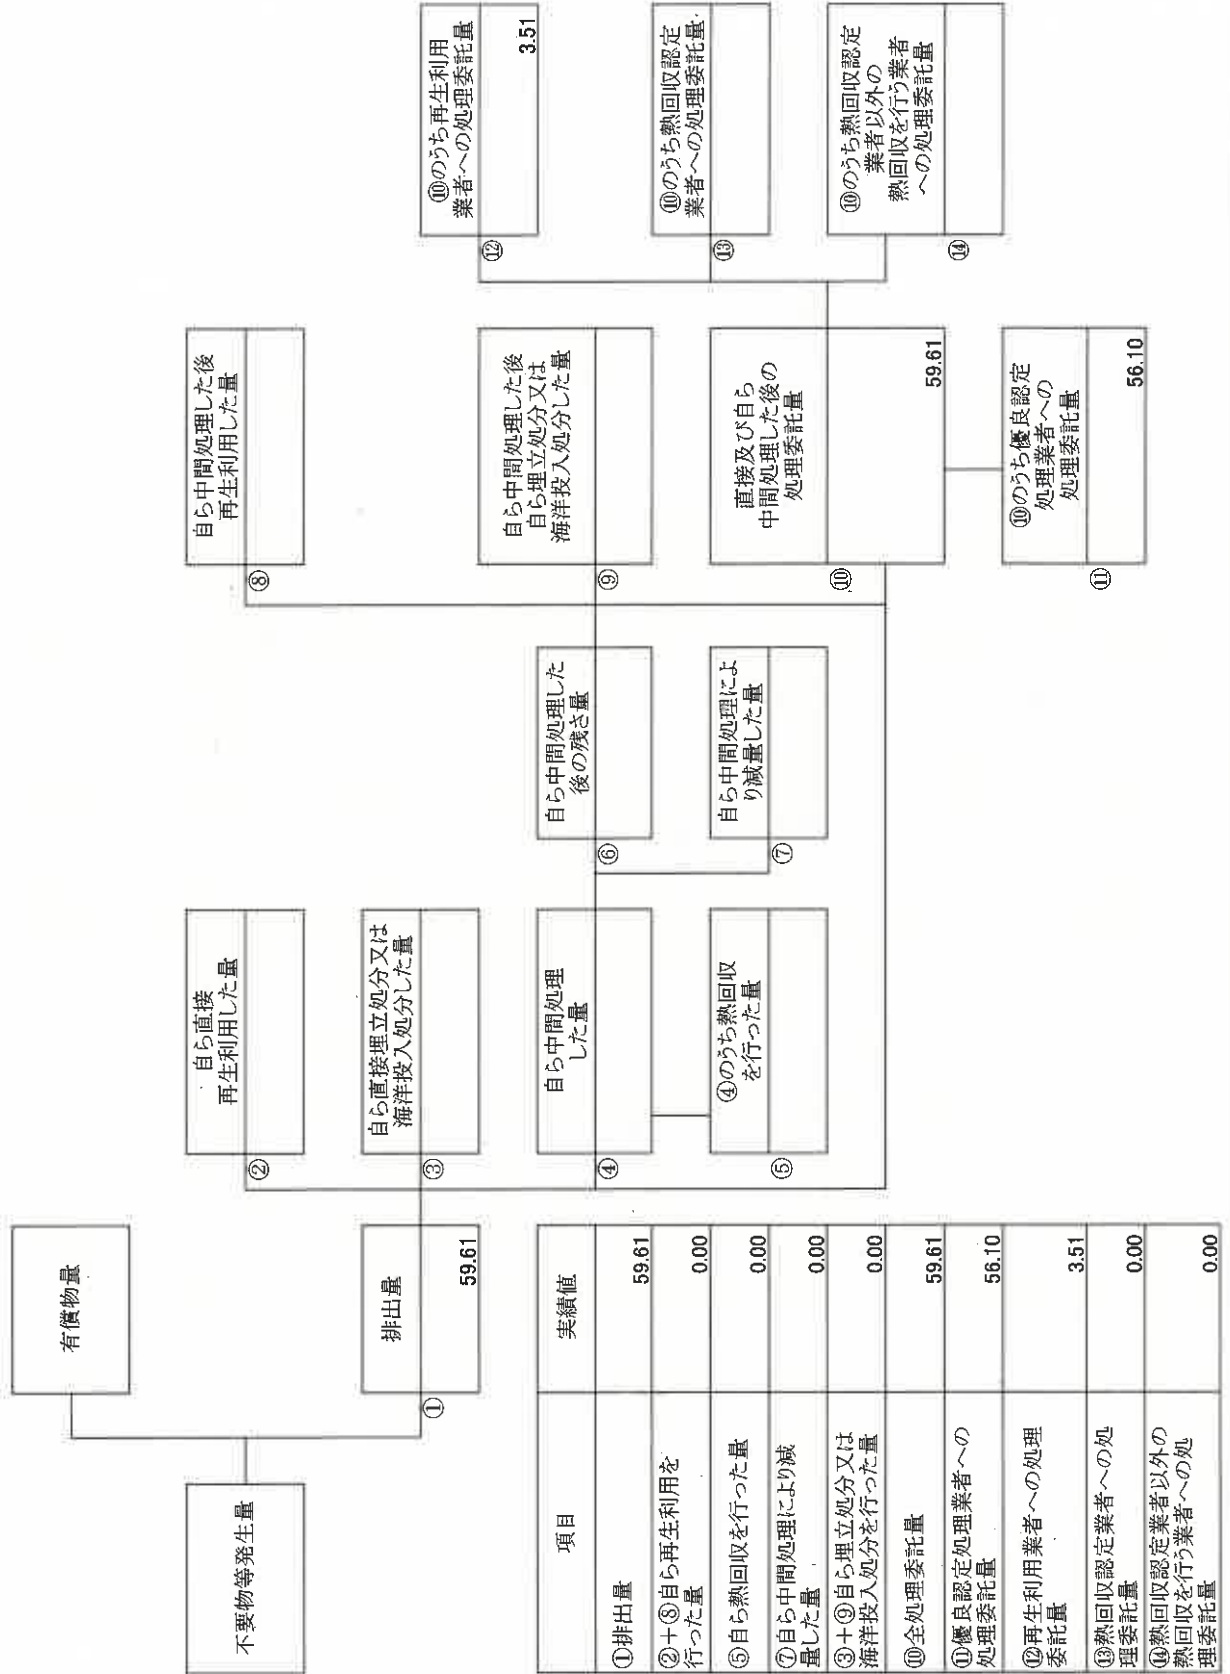 不要物等発生量
有償物量
①
排出量
59.61
②
自ら直接
再生利用した量
③
自ら直接埋立処分又は
海洋投入処分した量
④
自ら中間処理
した量
⑤
④のうち熱回収
を行った量
⑥
自ら中間処理した
後の残さ量
⑦
自ら中間処理によ
り減量した量
⑧
自ら中間処理した後
再生利用した量
⑨
自ら中間処理した後
自ら埋立処分又は
海洋投入処分した量
⑩
直接及び自ら
中間処理した後の
処理委託量
59.61
⑪
⑩のうち優良認定
処理業者への
処理委託量
56.10
⑫
⑩のうち再生利用
業者への処理委託量
3.51
⑬
⑩のうち熱回収認定
業者への処理委託量
⑭
⑩のうち熱回収認定
業者以外の
熱回収を行う業者
への処理委託量
項目 実績値
①排出量 59.61
②+⑧自ら再生利用を
行った量 0.00
⑤自ら熱回収を行った量 0.00
⑦自ら中間処理により減
量した量 0.00
③+⑨自ら埋立処分又は
海洋投入処分を行った量 0.00
⑩全処理委託量 59.61
⑪優良認定処理業者への
処理委託量 56.10
⑫再生利用業者への処理
委託量 3.51
⑬熱回収認定業者への処
理委託量 0.00
⑭熱回収認定業者以外の
熱回収を行う業者への処
理委託量 0.00